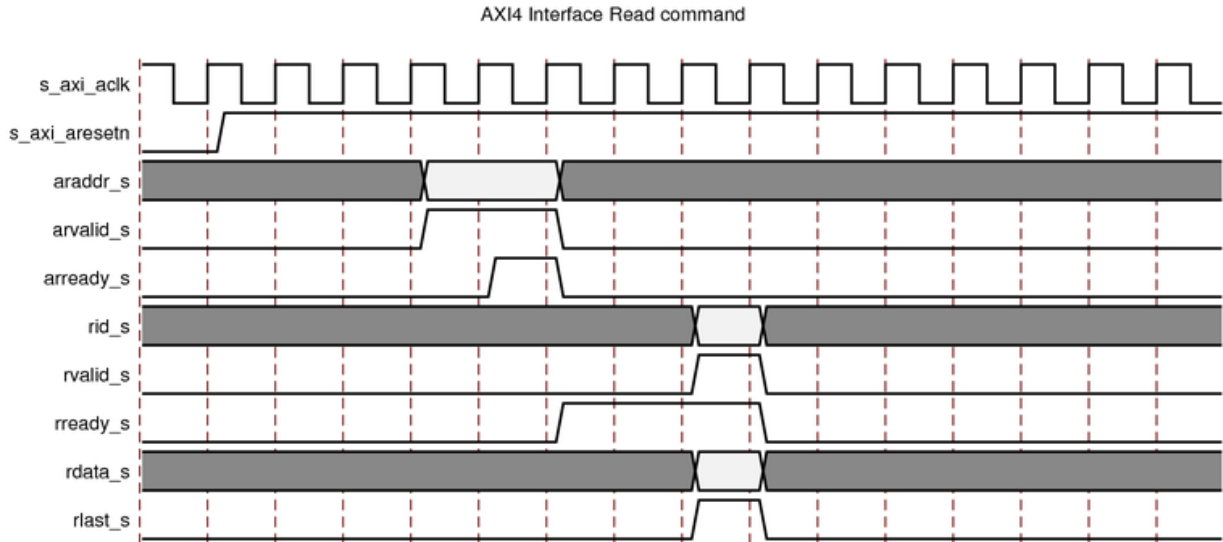 AXI4 Interface Read command
s_axi_aclk
s_axi_aresetn
araddr_s
arvalid_s
arready_s
rid_s
rvalid_s
rready_s
rdata_s
rlast_s